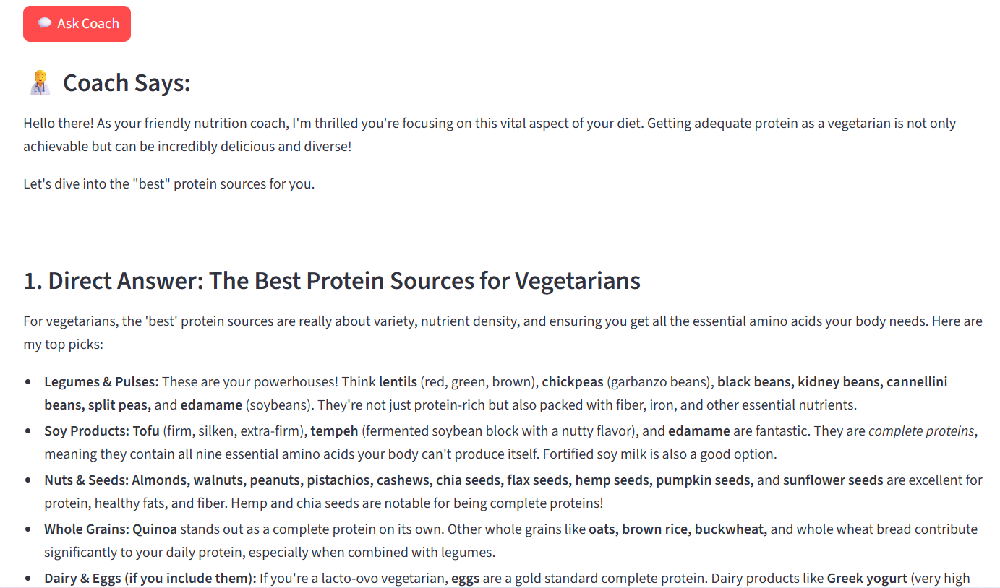 Ask Coach
Coach Says:
Hello there! As your friendly nutrition coach, I'm thrilled you're focusing on this vital aspect of your diet. Getting adequate protein as a vegetarian is not only
achievable but can be incredibly delicious and diverse!
Let's dive into the "best" protein sources for you.
1. Direct Answer: The Best Protein Sources for Vegetarians
For vegetarians, the 'best' protein sources are really about variety, nutrient density, and ensuring you get all the essential amino acids your body needs. Here are
my top picks:
• Legumes & Pulses: These are your powerhouses! Think lentils (red, green, brown), chickpeas (garbanzo beans), black beans, kidney beans, cannellini
beans, split peas, and edamame (soybeans). They're not just protein-rich but also packed with fiber, iron, and other essential nutrients.
• Soy Products: Tofu (firm, silken, extra-firm), tempeh (fermented soybean block with a nutty flavor), and edamame are fantastic. They are complete proteins,
meaning they contain all nine essential amino acids your body can't produce itself. Fortified soy milk is also a good option.
• Nuts & Seeds: Almonds, walnuts, peanuts, pistachios, cashews, chia seeds, flax seeds, hemp seeds, pumpkin seeds, and sunflower seeds are excellent for
protein, healthy fats, and fiber. Hemp and chia seeds are notable for being complete proteins!
• Whole Grains: Quinoa stands out as a complete protein on its own. Other whole grains like oats, brown rice, buckwheat, and whole wheat bread contribute
significantly to your daily protein, especially when combined with legumes.
• Dairy & Eggs (if you include them): If you're a lacto-ovo vegetarian, eggs are a gold standard complete protein. Dairy products like Greek yogurt (very high